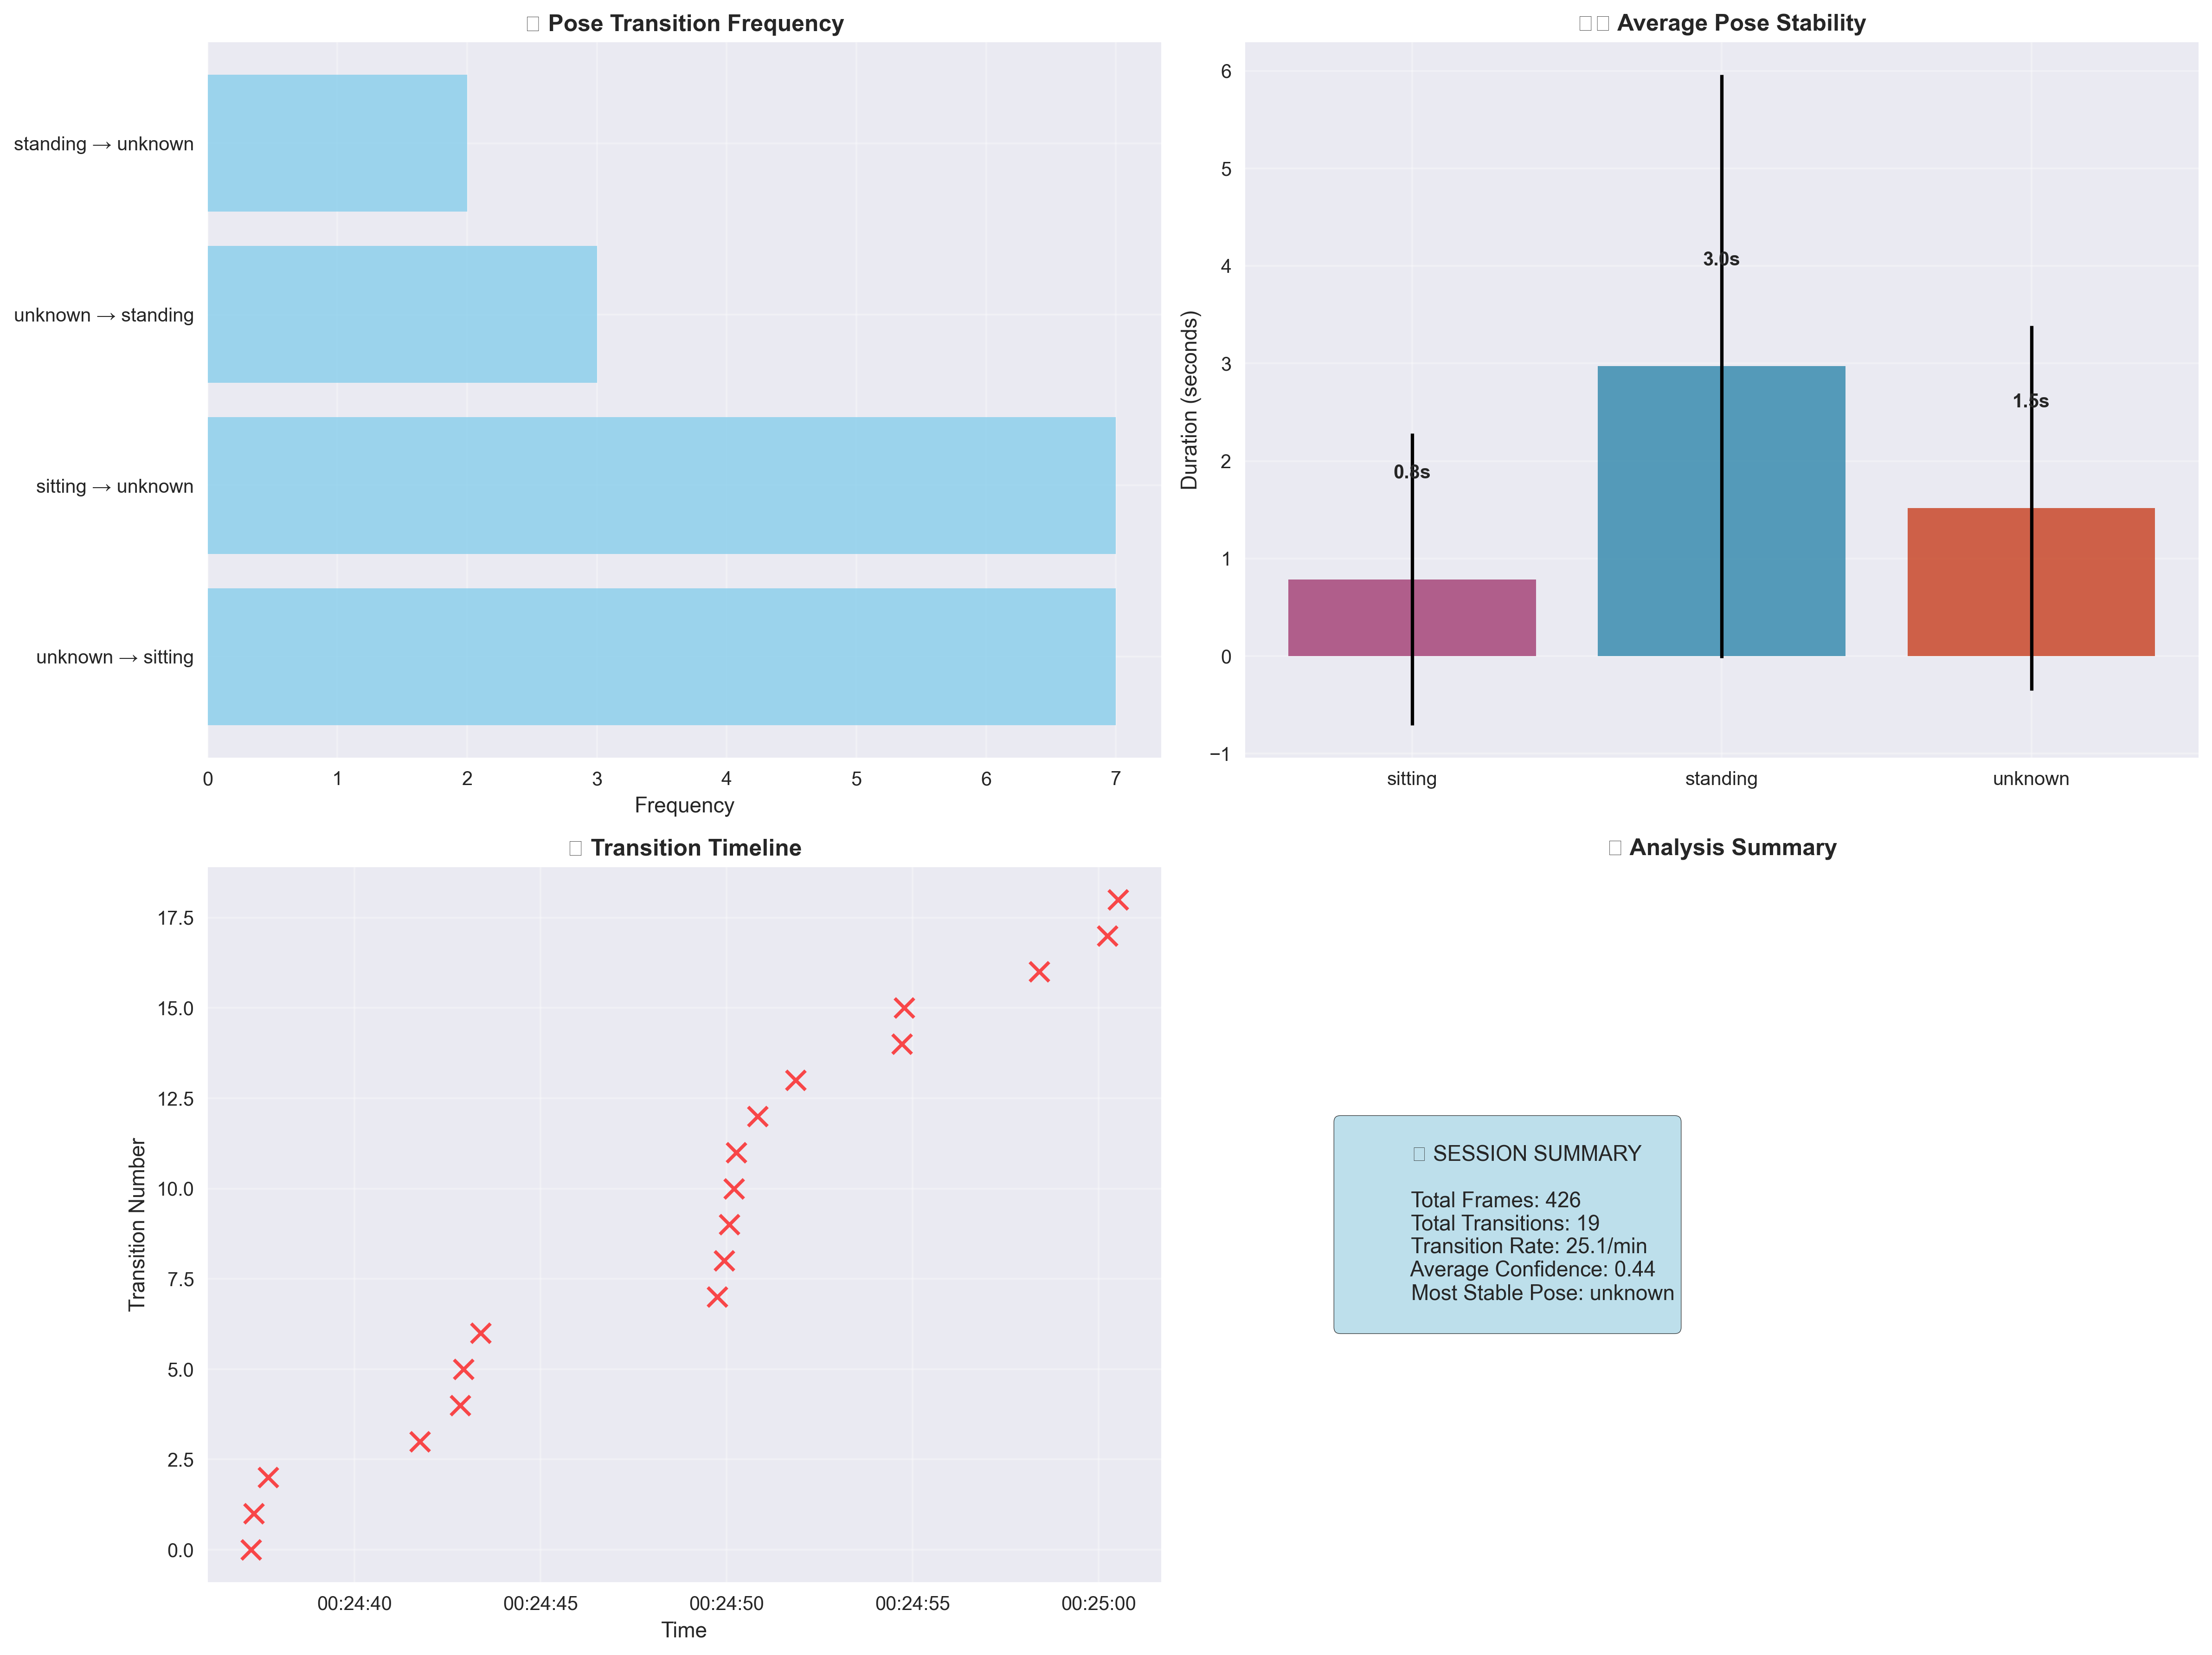 Pose Transition Frequency
standing → unknown
unknown → standing
sitting → unknown
unknown → sitting
0 1 2 3 4 5 6 7
Frequency
Average Pose Stability
Duration (seconds)
6
5
4
3
2
1
0
−1
0.8s
3.0s
1.5s
sitting standing unknown
Transition Timeline
Transition Number
17.5
15.0
12.5
10.0
7.5
5.0
2.5
0.0
00:24:40 00:24:45 00:24:50 00:24:55 00:25:00
Time
Analysis Summary
SESSION SUMMARY
Total Frames: 426
Total Transitions: 19
Transition Rate: 25.1/min
Average Confidence: 0.44
Most Stable Pose: unknown